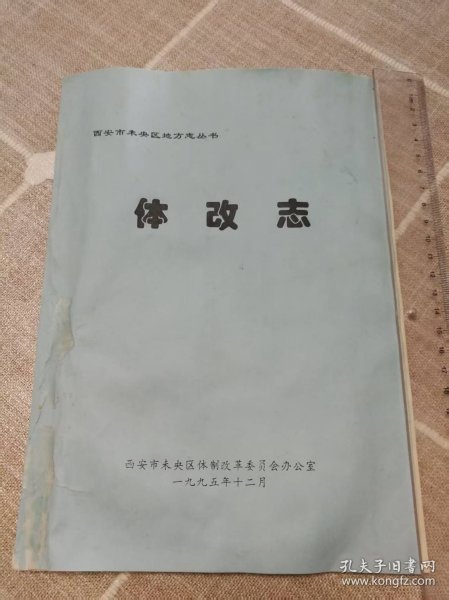 西安市未央区地方志丛书
体改志
西安市未央区体制改革委员会办公室
一九九五年十二月
孔夫子旧书网
www.kongfz.com